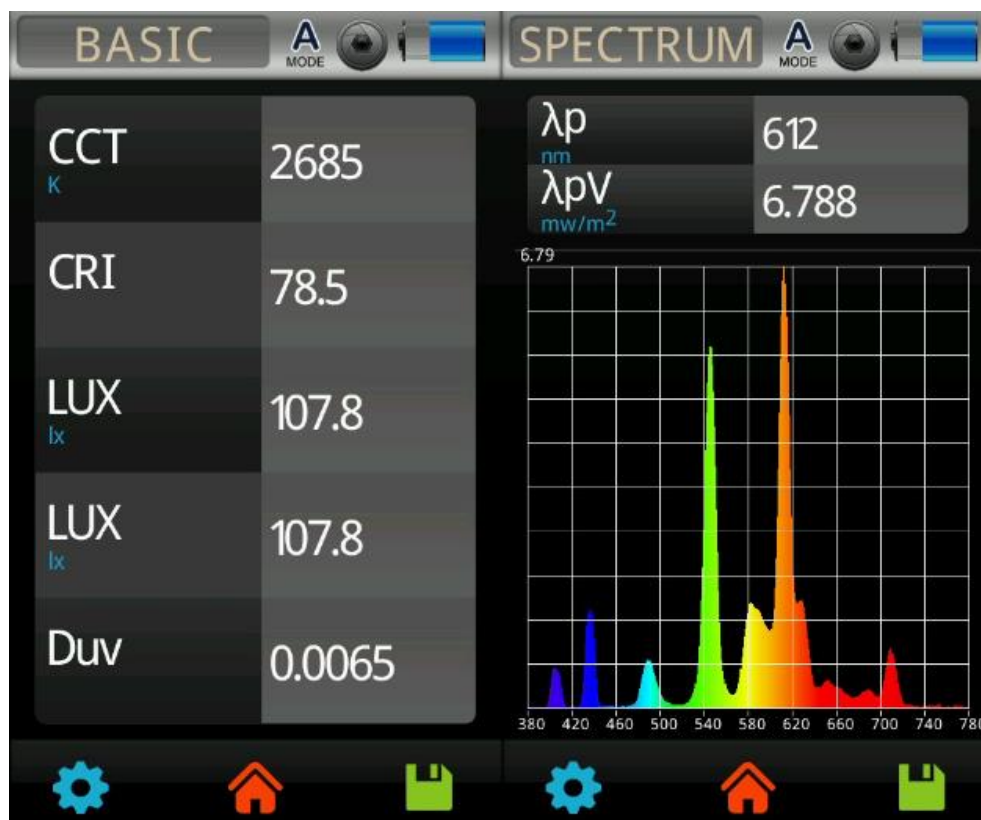 BASIC
A
MODE
CCT
K
2685
CRI
78.5
LUX
lx
107.8
LUX
lx
107.8
Duv
0.0065
SPECTRUM
A
MODE
λp
nm
612
λpV
mw/m²
6.788
6.79
380 420 460 500 540 580 620 660 700 740 780